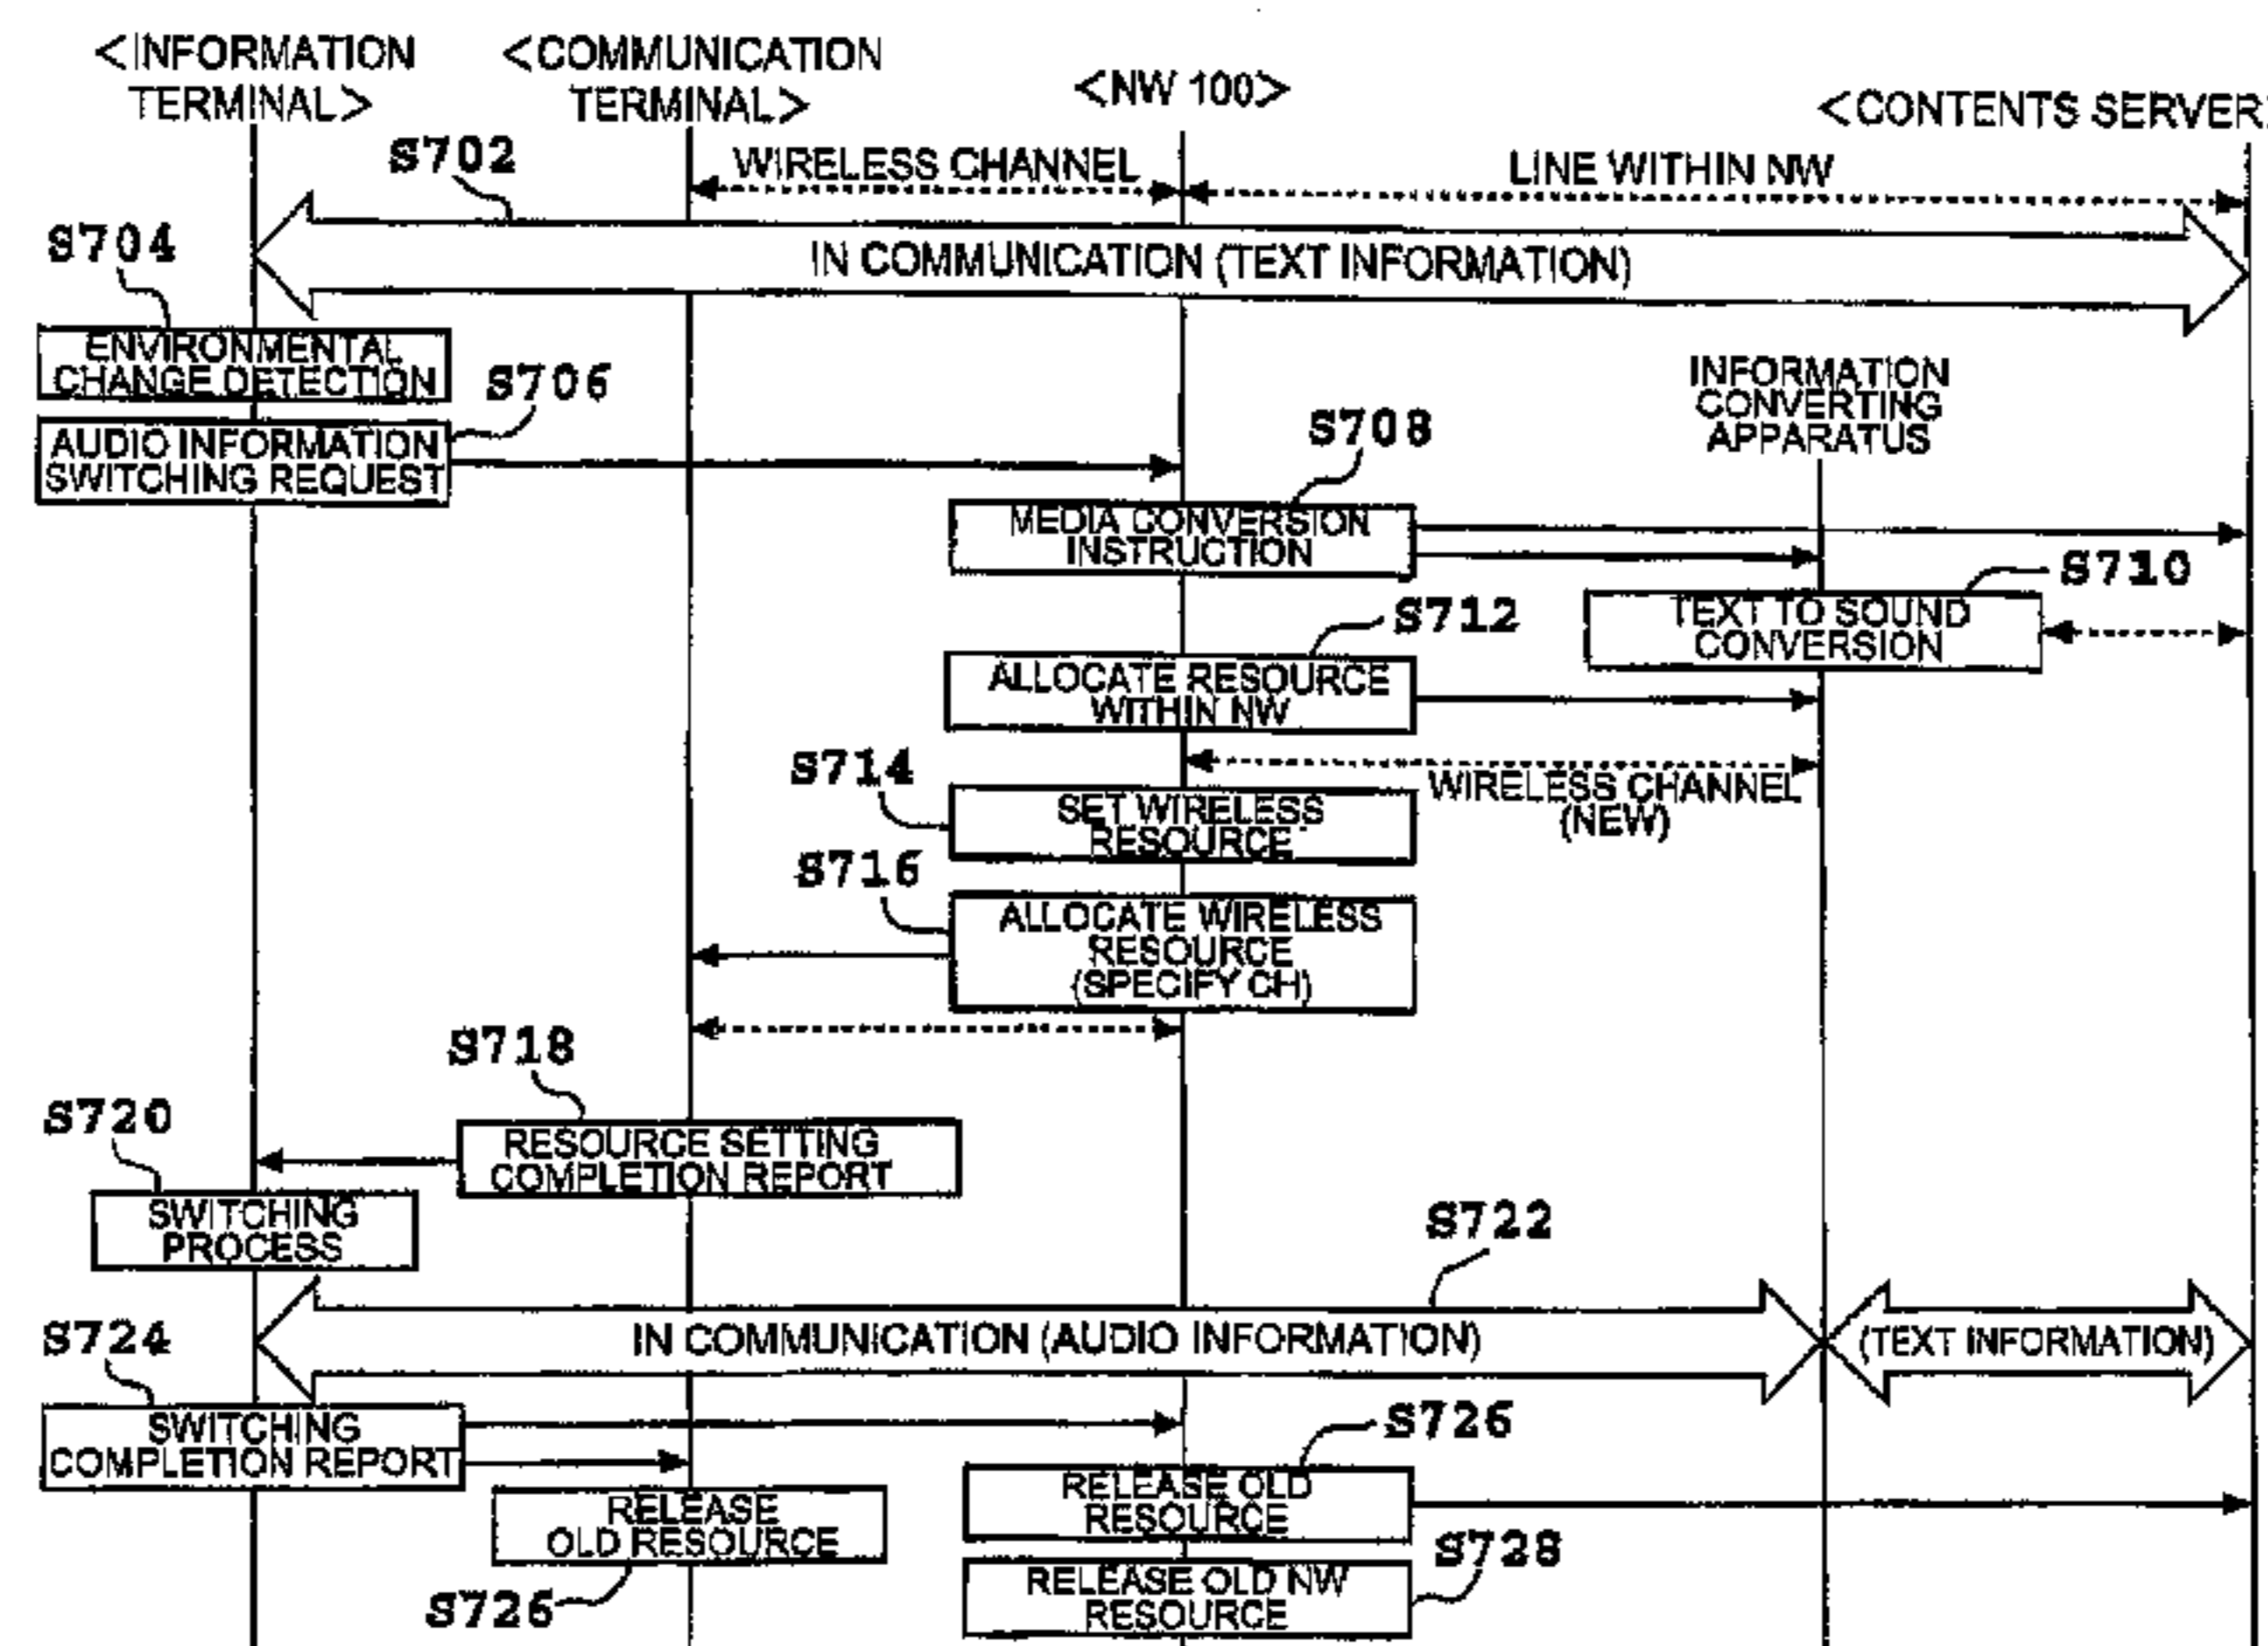 <INFORMATION
TERMINAL>
<COMMUNICATION
TERMINAL>
<NW 100>
<CONTENTS SERVER>
S702
WIRELESS CHANNEL
LINE WITHIN NW
S704
IN COMMUNICATION (TEXT INFORMATION)
ENVIRONMENTAL
CHANGE DETECTION
S706
AUDIO INFORMATION
SWITCHING REQUEST
INFORMATION
CONVERTING
APPARATUS
S708
MEDIA CONVERSION
INSTRUCTION
S710
TEXT TO SOUND
CONVERSION
S712
ALLOCATE RESOURCE
WITHIN NW
S714
WIRELESS CHANNEL
(NEW)
SET WIRELESS
RESOURCE
S716
ALLOCATE WIRELESS
RESOURCE
(SPECIFY CH)
S718
RESOURCE SETTING
COMPLETION REPORT
S720
SWITCHING
PROCESS
S722
IN COMMUNICATION (AUDIO INFORMATION)
(TEXT INFORMATION)
S724
SWITCHING
COMPLETION REPORT
S726
RELEASE OLD
RESOURCE
RELEASE
OLD RESOURCE
S726
S728
RELEASE OLD NW
RESOURCE